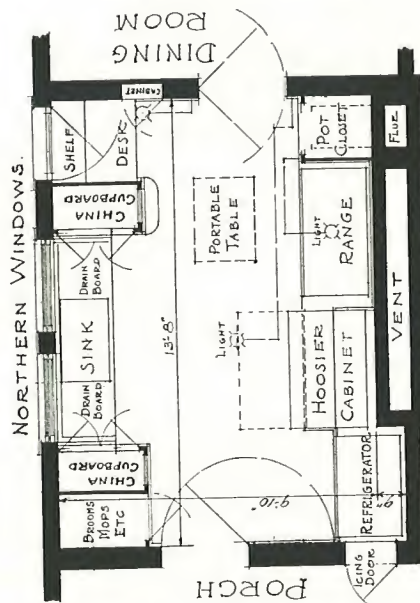 DINING
ROOM
NORTHERN WINDOWS.
SHELF
DESK
CABINET
CHINA
CUPBOARD
DRAIN
BOARD
SINK
DRAIN
BOARD
CHINA
CUPBOARD
BROOMS
MOPS
ETC
13'-8"
PORTABLE
TABLE
LIGHT
LIGHT
RANGE
POT
CLOSET
FLUE
VENT
HOOSIER
CABINET
9'-10"
9"
REFRIGERATOR
ICING
DOOR
PORCH